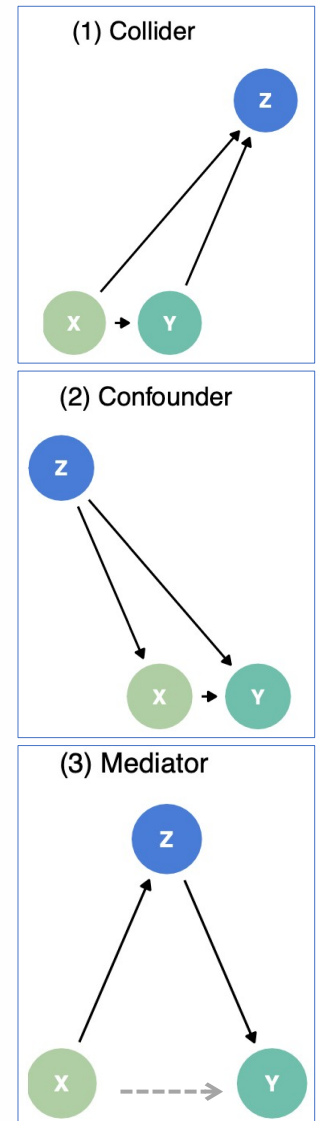 (1) Collider
Z
X
Y
(2) Confounder
Z
X
Y
(3) Mediator
Z
X
Y